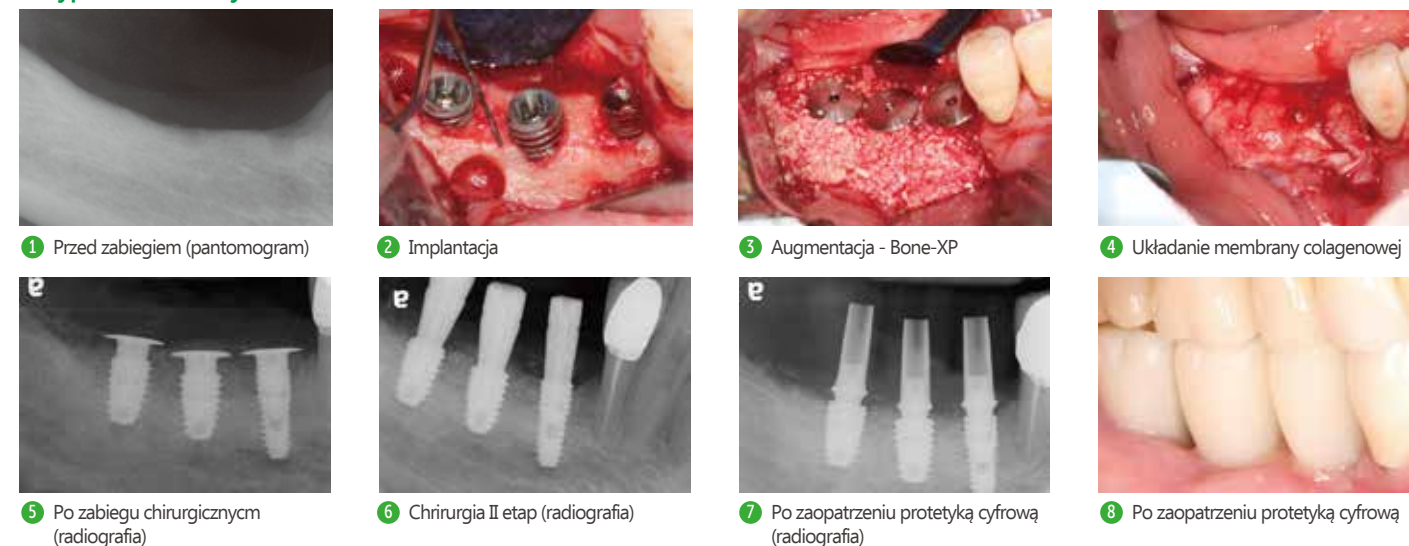 1 Przed zabiegiem (pantomogram)
2 Implantacja
3 Augmentacja - Bone-XP
4 Układanie membrany colagenowej
a
a
a
5 Po zabiegu chirurgicznycm
(radiografia)
6 Chrirurgia II etap (radiografia)
7 Po zaopatrzeniu protetyką cyfrową
(radiografia)
8 Po zaopatrzeniu protetyką cyfrową